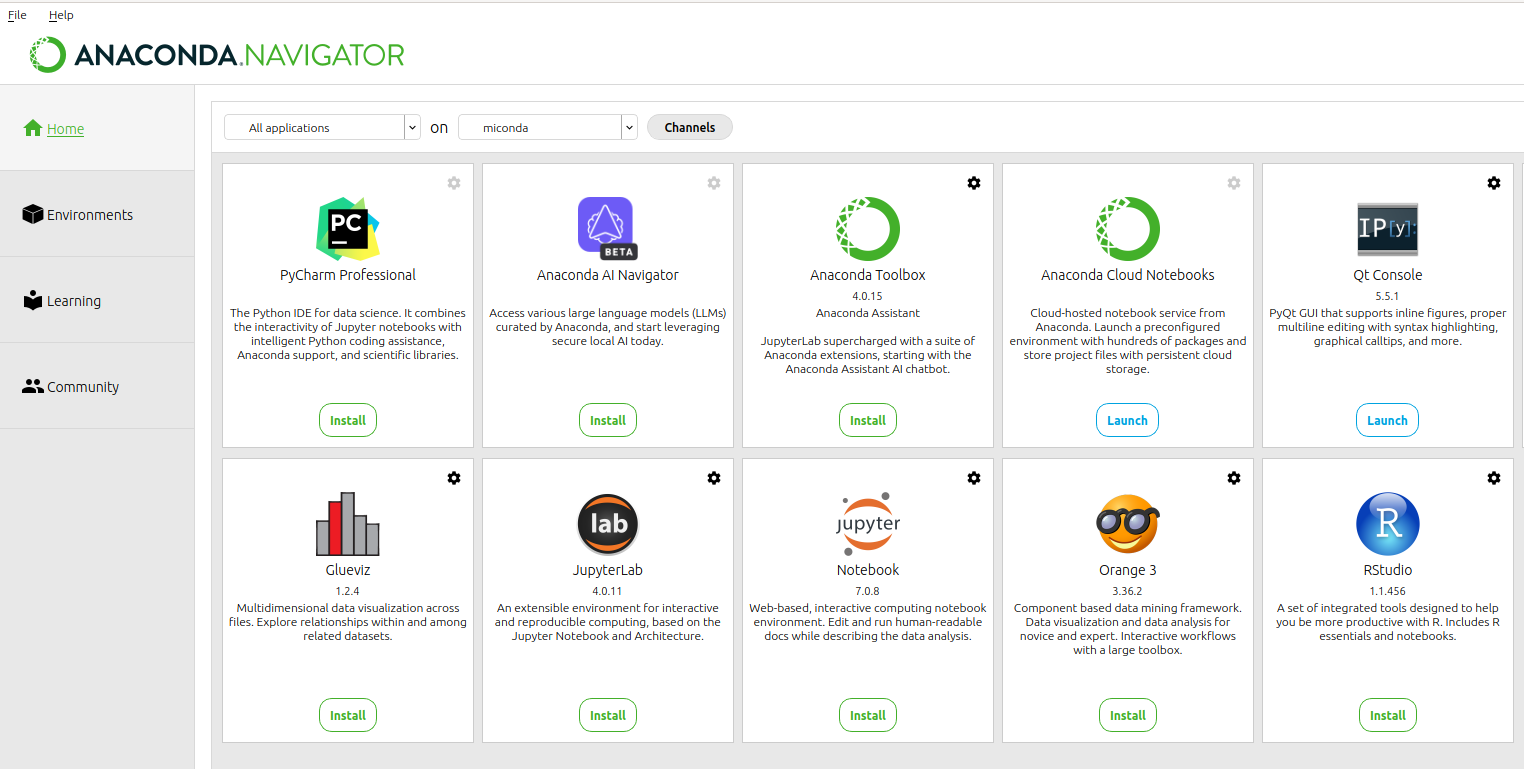 File Help
ANACONDA.NAVIGATOR
Home
Environments
Learning
Community
All applications on miconda Channels
PC
PyCharm Professional
The Python IDE for data science. It combines
the interactivity of Jupyter notebooks with
intelligent Python coding assistance,
Anaconda support, and scientific libraries.
Install
BETA
Anaconda AI Navigator
Access various large language models (LLMs)
curated by Anaconda, and start leveraging
secure local AI today.
Install
Anaconda Toolbox
4.0.15
Anaconda Assistant
JupyterLab supercharged with a suite of
Anaconda extensions, starting with the
Anaconda Assistant AI chatbot.
Install
Anaconda Cloud Notebooks
Cloud-hosted notebook service from
Anaconda. Launch a preconfigured
environment with hundreds of packages and
store project files with persistent cloud
storage.
Launch
IP[y]:
Qt Console
5.5.1
PyQt GUI that supports inline figures, proper
multiline editing with syntax highlighting,
graphical calltips, and more.
Launch
Glueviz
1.2.4
Multidimensional data visualization across
files. Explore relationships within and among
related datasets.
Install
lab
JupyterLab
4.0.11
An extensible environment for interactive
and reproducible computing, based on the
Jupyter Notebook and Architecture.
Install
jupyter
Notebook
7.0.8
Web-based, interactive computing notebook
environment. Edit and run human-readable
docs while describing the data analysis.
Install
Orange 3
3.36.2
Component based data mining framework.
Data visualization and data analysis for
novice and expert. Interactive workflows
with a large toolbox.
Install
R
RStudio
1.1.456
A set of integrated tools designed to help
you be more productive with R. Includes R
essentials and notebooks.
Install